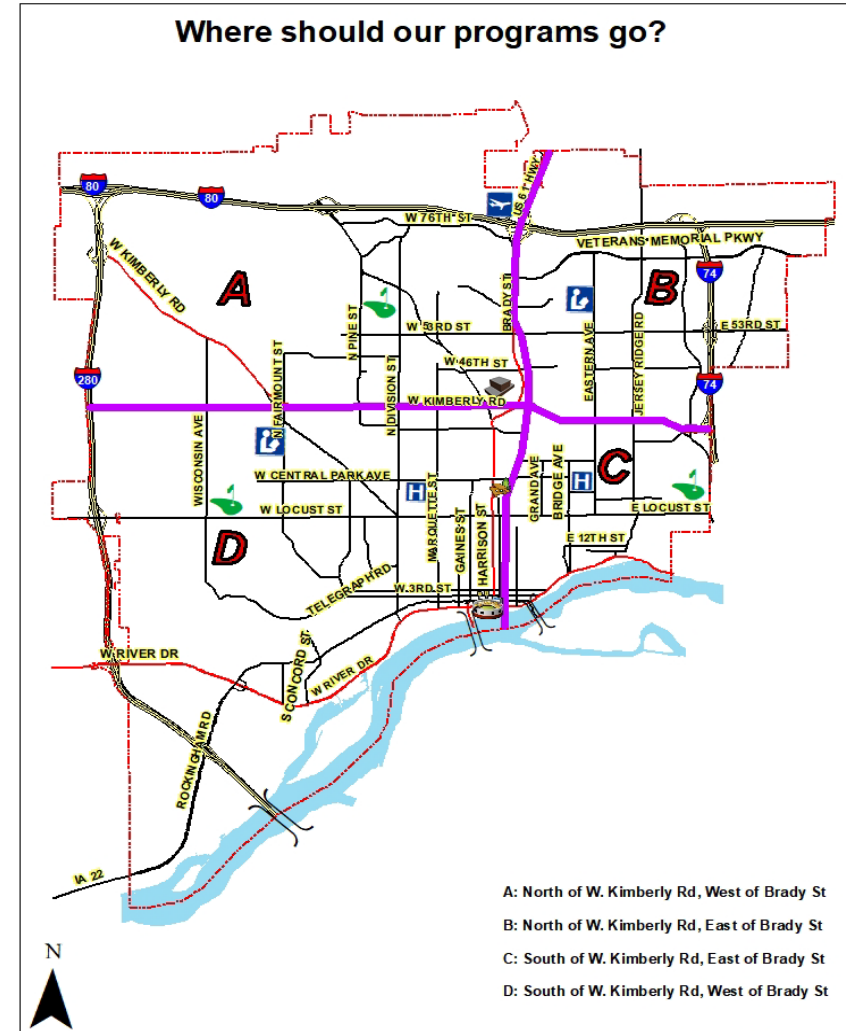 Where should our programs go?
80
80
US 61 HWY
W 76TH ST
VETERANS MEMORIAL PKWY
W KIMBERLY RD
A
B
74
N PINE ST
BRADY ST
EASTERN AVE
JERSEY RIDGE RD
W 53RD ST
E 53RD ST
N FAIRMOUNT ST
N DIVISION ST
W 46TH ST
280
74
W KIMBERLY RD
WISCONSIN AVE
W CENTRAL PARK AVE
MARQUETTE ST
H
GRAND AVE
BRIDGE AVE
H
C
W LOCUST ST
GAINES ST
HARRISON ST
E LOCUST ST
D
E 12TH ST
TELEGRAPH RD
W 3RD ST
W RIVER DR
S CONCORD ST
W RIVER DR
ROCKINGHAM RD
IA 22
A: North of W. Kimberly Rd, West of Brady St
B: North of W. Kimberly Rd, East of Brady St
C: South of W. Kimberly Rd, East of Brady St
D: South of W. Kimberly Rd, West of Brady St
N